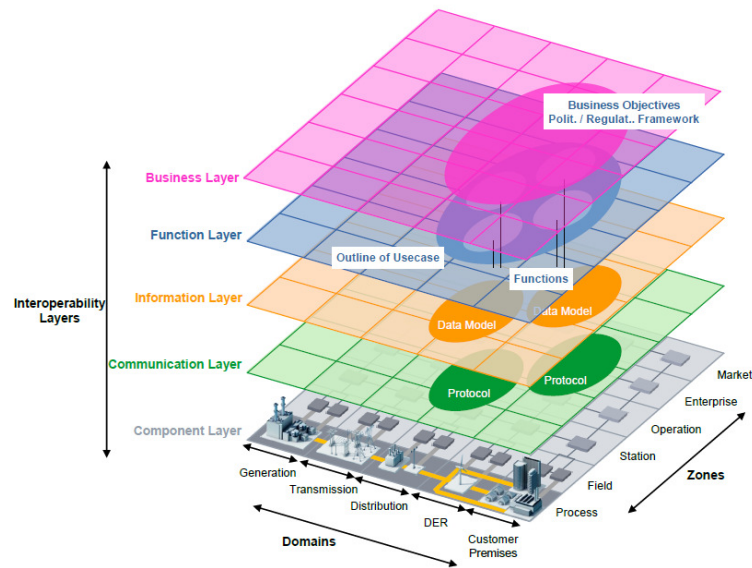 Business Objectives
Polit. / Regulat.. Framework
Business Layer
Function Layer
Outline of Usecase
Functions
Interoperability
Layers
Information Layer
Data Model
Data Model
Communication Layer
Protocol
Protocol
Component Layer
Market
Enterprise
Operation
Station
Field
Process
Zones
Generation
Transmission
Distribution
DER
Customer
Premises
Domains